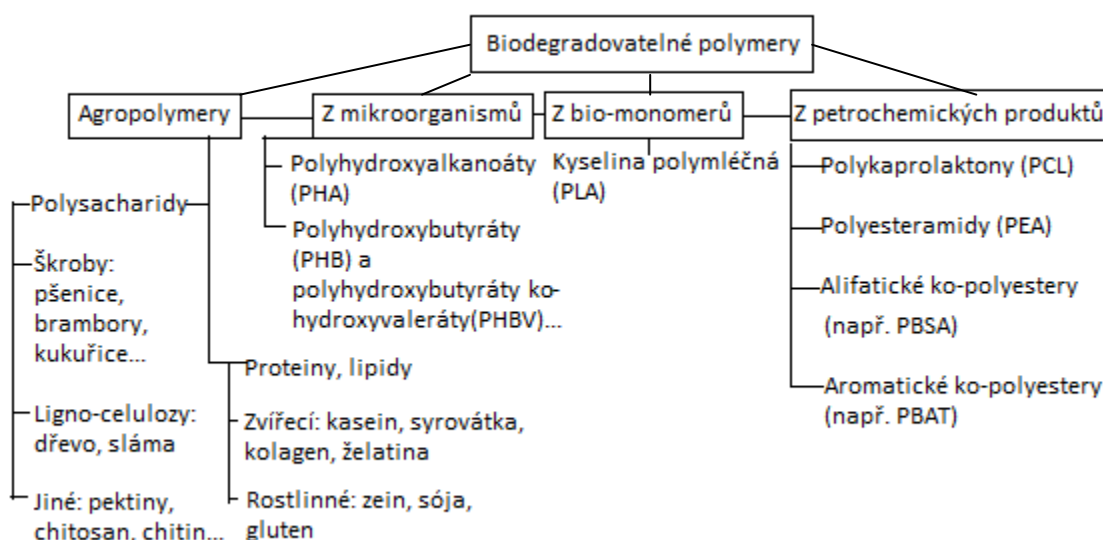 Biodegradovatelné polymery
Agropolymery
Z mikroorganismů
Z bio-monomerů
Z petrochemických produktů
Polysacharidy
Škroby:
pšenice,
brambory,
kukuřice...
Ligno-celulozy:
dřevo, sláma
Jiné: pektiny,
chitosan, chitin...
Proteiny, lipidy
Zvířecí: kasein, syrovátka,
kolagen, želatina
Rostlinné: zein, sója,
gluten
Polyhydroxyalkanoáty
(PHA)
Polyhydroxybutyráty
(PHB) a
polyhydroxybutyráty ko-
hydroxyvaleráty(PHBV)...
Kyselina polymléčná
(PLA)
Polykaprolaktony (PCL)
Polyesteramidy (PEA)
Alifatické ko-polyestery
(např. PBSA)
Aromatické ko-polyestery
(např. PBAT)